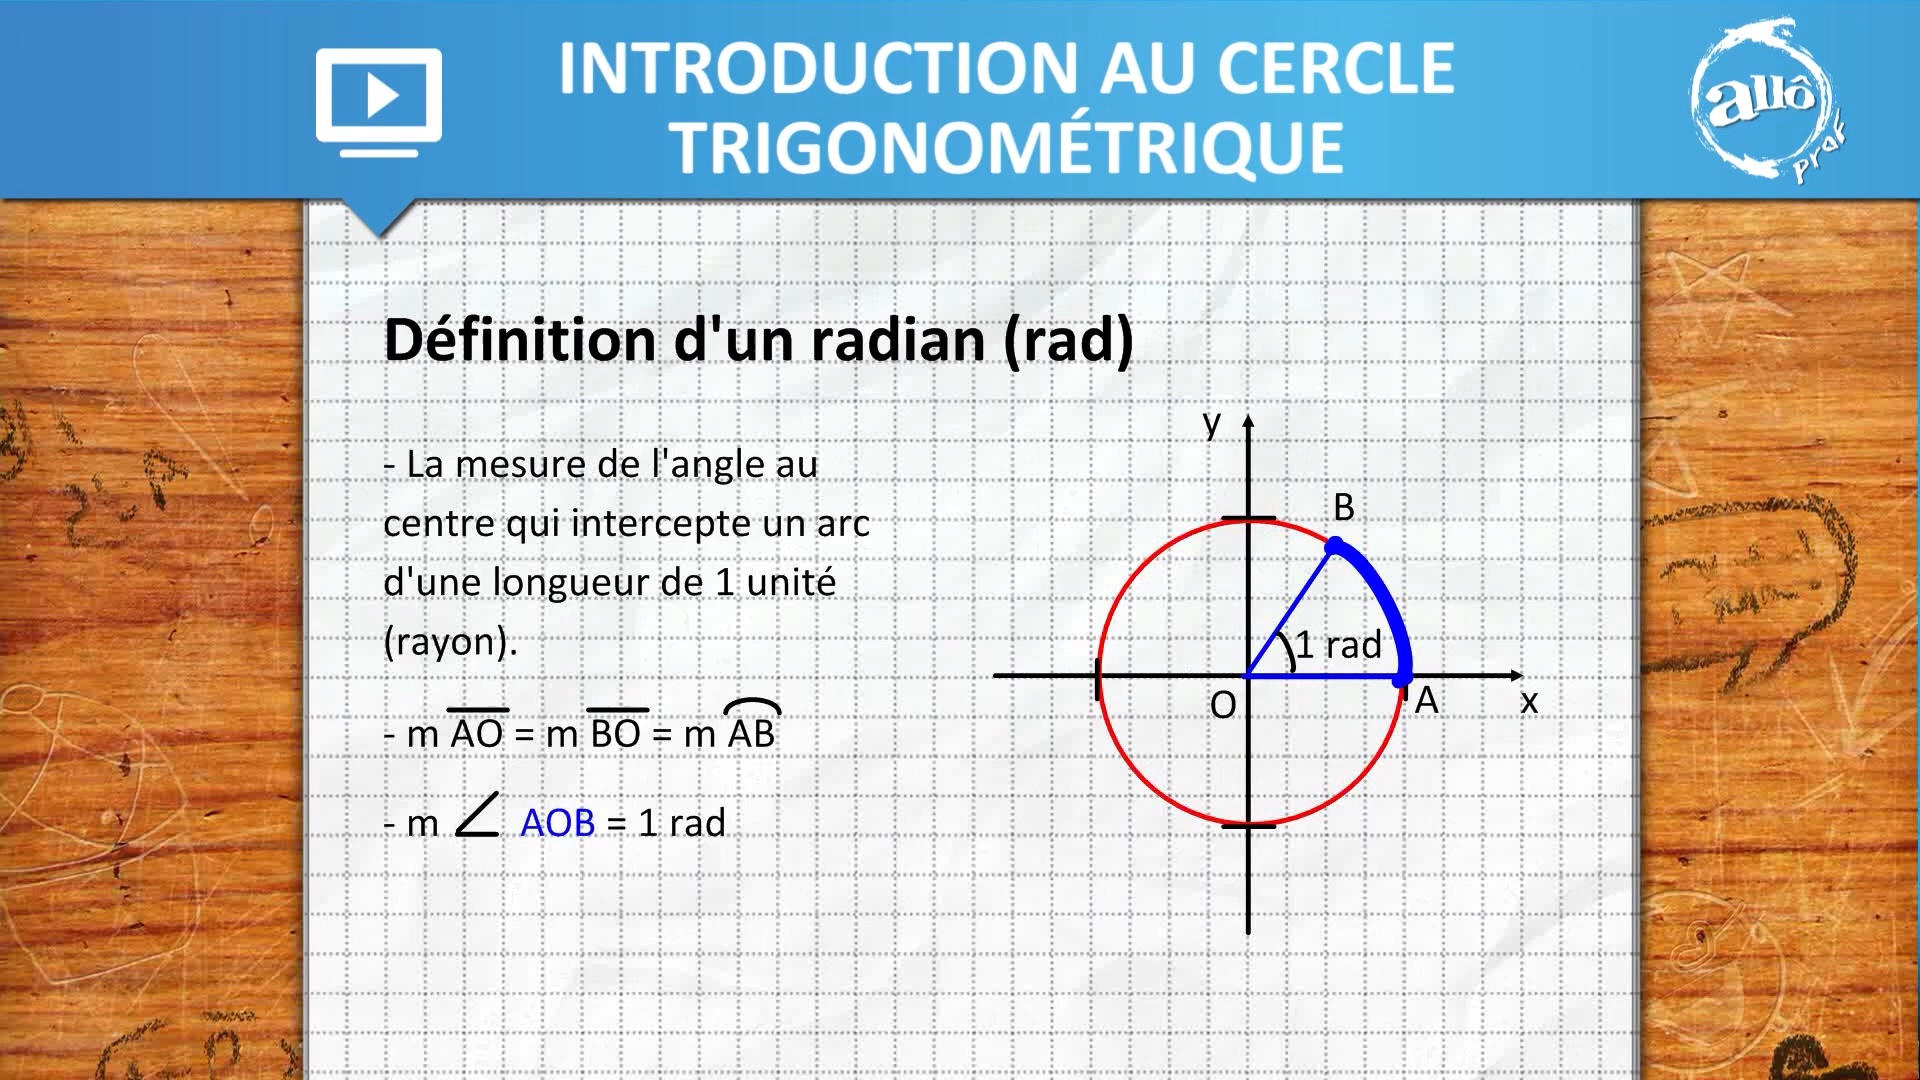 INTRODUCTION AU CERCLE
TRIGONOMÉTRIQUE
allô
prof
Définition d'un radian (rad)
- La mesure de l'angle au
centre qui intercepte un arc
d'une longueur de 1 unité
(rayon).
- m AO = m BO = m AB
- m ∠ AOB = 1 rad
y
B
1 rad
O
A
x